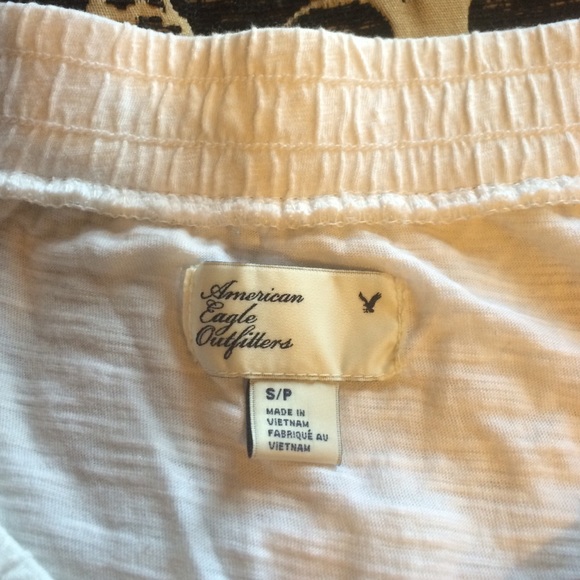 American
Eagle
Outfitters
S/P
MADE IN
VIETNAM
FABRIQUÉ AU
VIETNAM